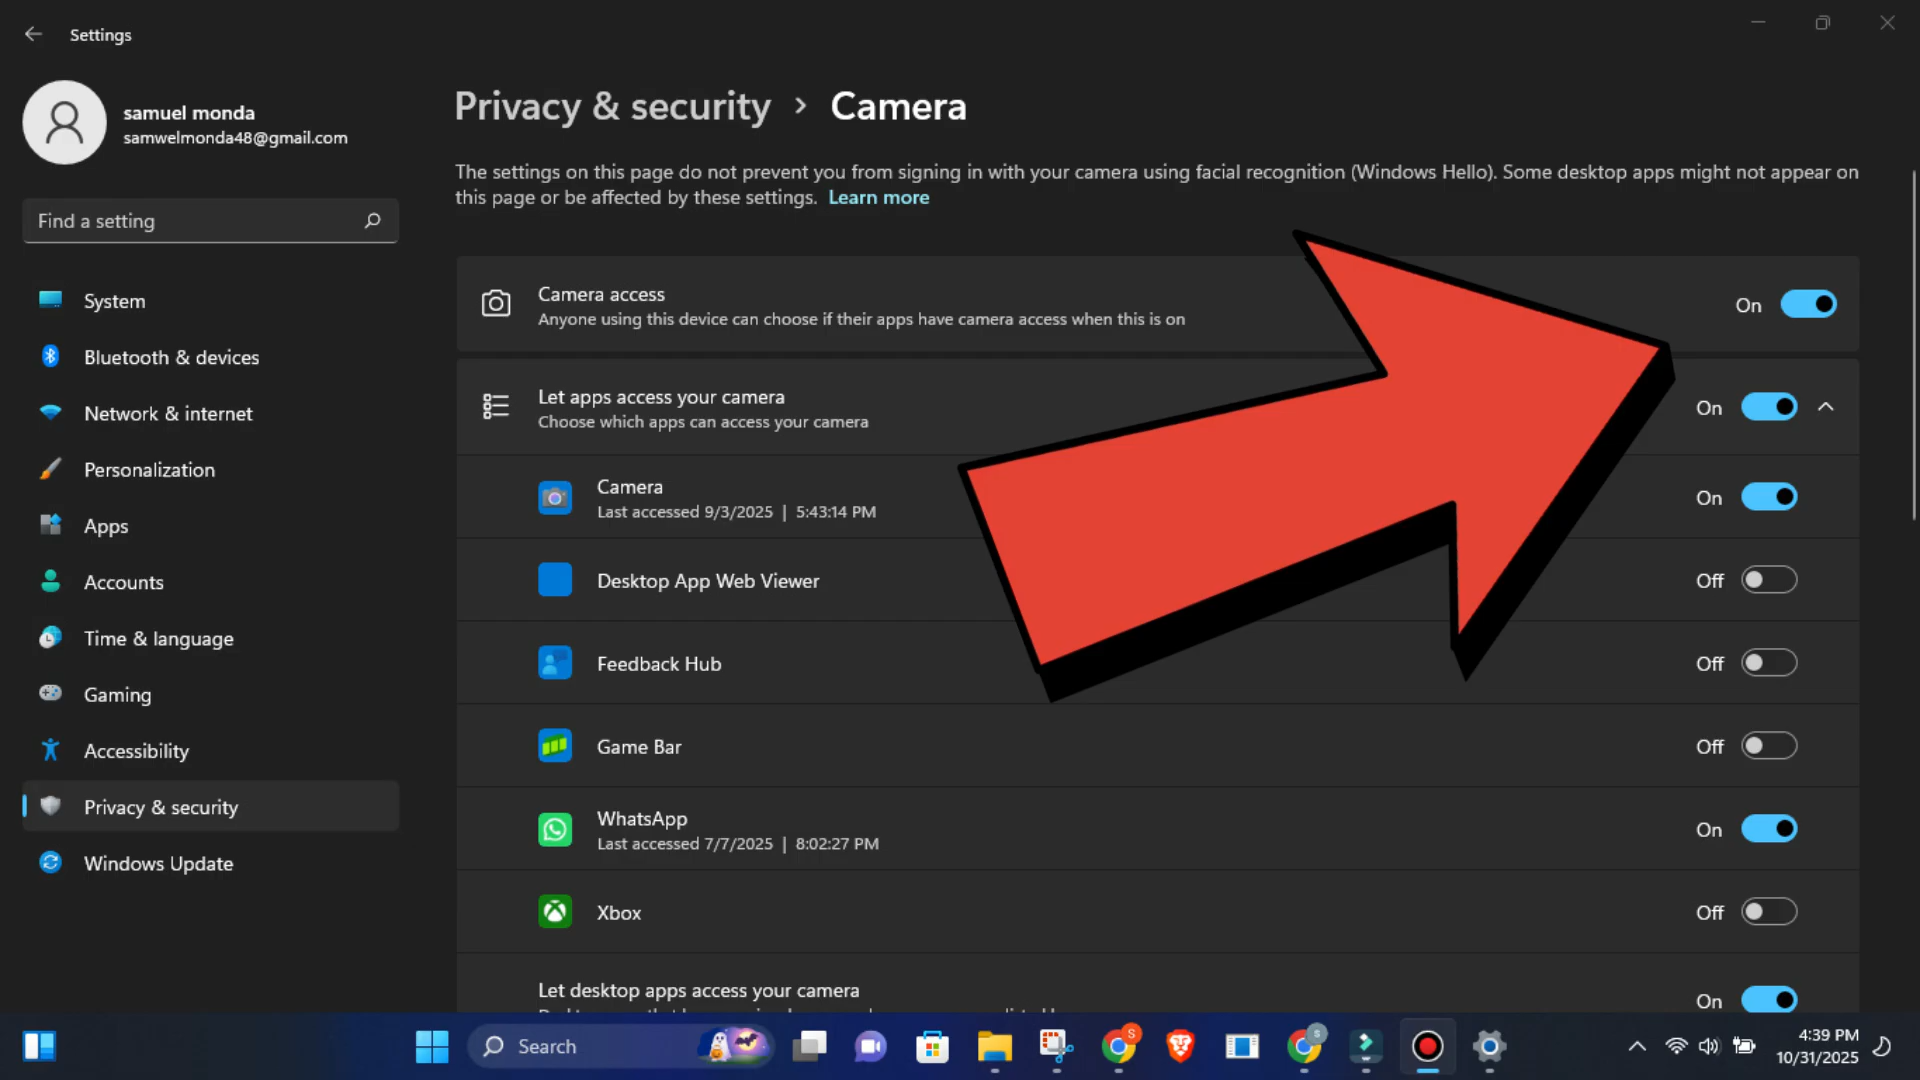 Settings
samuel monda
samwelmonda48@gmail.com
Find a setting
System
Bluetooth & devices
Network & internet
Personalization
Apps
Accounts
Time & language
Gaming
Accessibility
Privacy & security
Windows Update
Privacy & security > Camera
The settings on this page do not prevent you from signing in with your camera using facial recognition (Windows Hello). Some desktop apps might not appear on
this page or be affected by these settings. Learn more
Camera access
Anyone using this device can choose if their apps have camera access when this is on
On
Let apps access your camera
Choose which apps can access your camera
On
Camera
Last accessed 9/3/2025 | 5:43:14 PM
On
Desktop App Web Viewer
Off
Feedback Hub
Off
Game Bar
Off
WhatsApp
Last accessed 7/7/2025 | 8:02:27 PM
On
Xbox
Off
Let desktop apps access your camera
On
Search
S
S
4:39 PM
10/31/2025